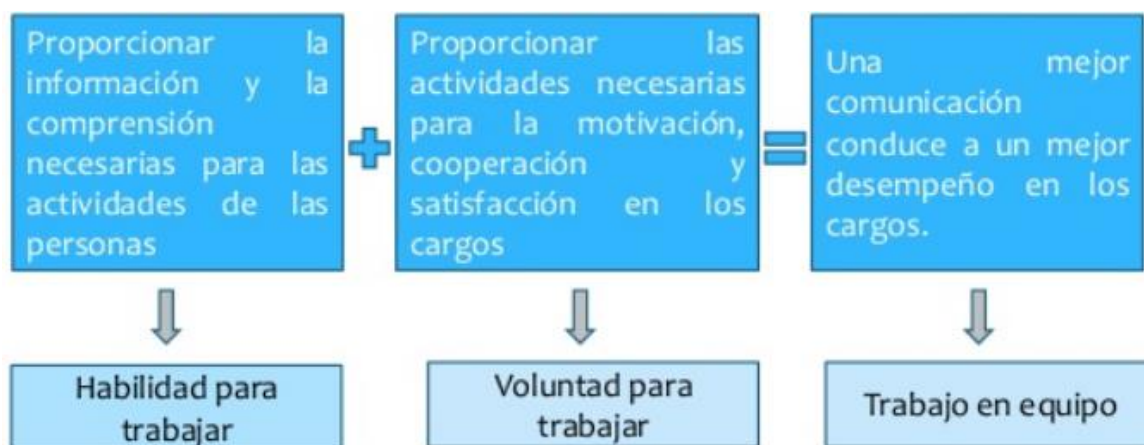 Proporcionar la
información y la
comprensión
necesarias para las
actividades de las
personas
Proporcionar las
actividades necesarias
para la motivación,
cooperación y
satisfacción en los
cargos
Una mejor
comunicación
conduce a un mejor
desempeño en los
cargos.
Habilidad para
trabajar
Voluntad para
trabajar
Trabajo en equipo